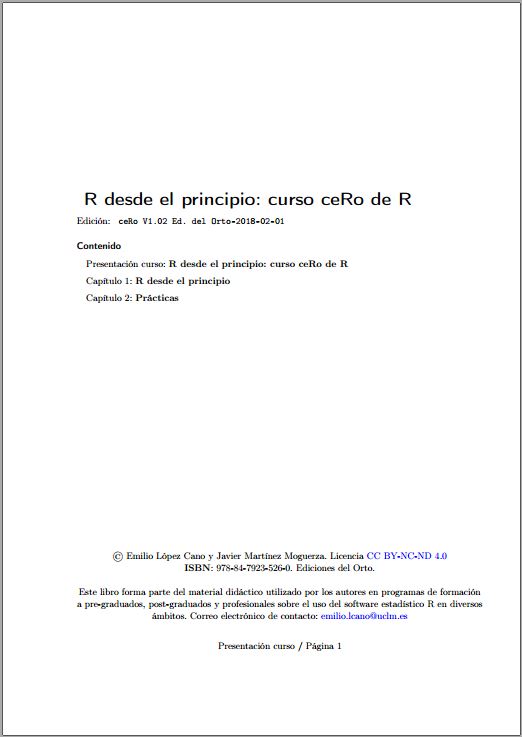 R desde el principio: curso ceRo de R
Edición: ceRo V1.02 Ed. del Orto-2018-02-01
Contenido
Presentación curso: R desde el principio: curso ceRo de R
Capítulo 1: R desde el principio
Capítulo 2: Prácticas
© Emilio López Cano y Javier Martínez Moguerza. Licencia CC BY-NC-ND 4.0
ISBN: 978-84-7923-526-0. Ediciones del Orto.
Este libro forma parte del material didáctico utilizado por los autores en programas de formación
a pre-graduados, post-graduados y profesionales sobre el uso del software estadístico R en diversos
ámbitos. Correo electrónico de contacto: emilio.lcano@uclm.es
Presentación curso / Página 1